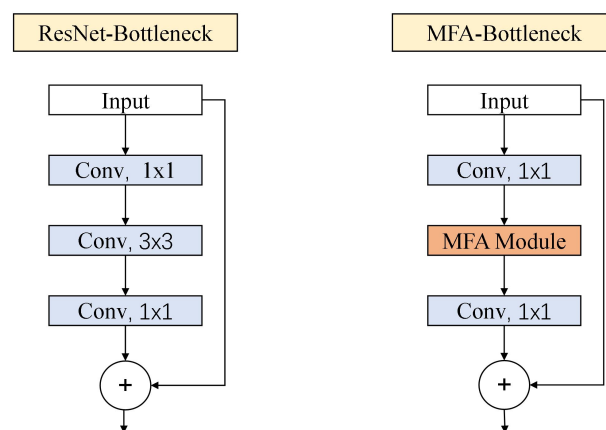 ResNet-Bottleneck
Input
Conv, 1x1
Conv, 3x3
Conv, 1x1
+
MFA-Bottleneck
Input
Conv, 1x1
MFA Module
Conv, 1x1
+